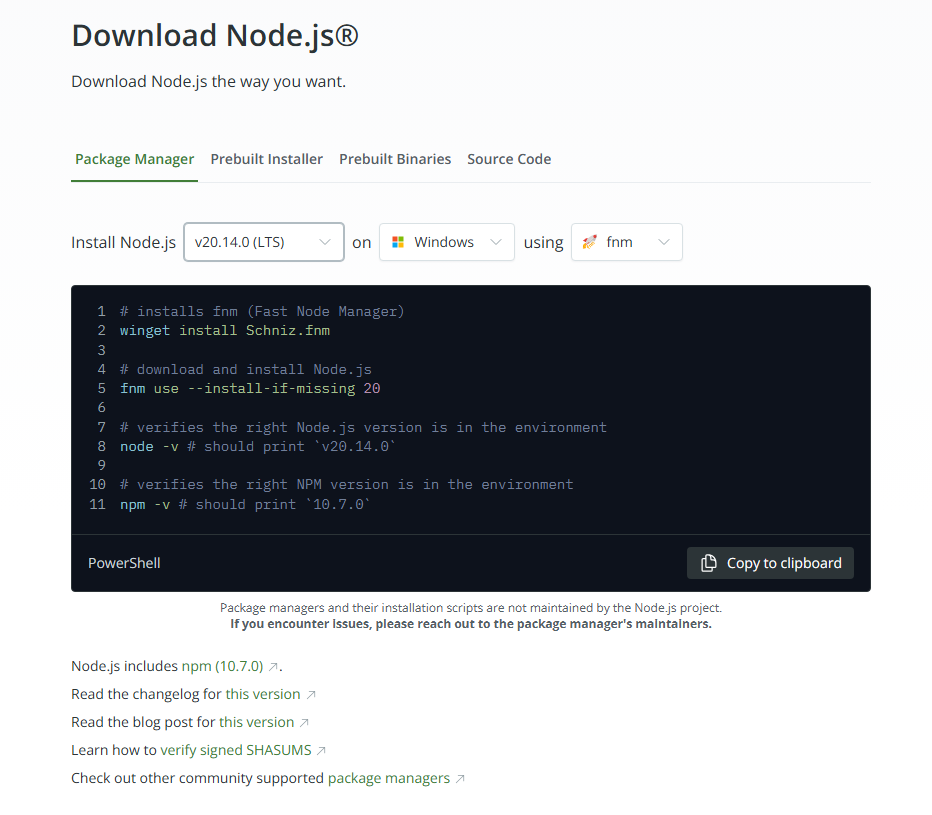 Download Node.js®
Download Node.js the way you want.
Package Manager Prebuilt Installer Prebuilt Binaries Source Code
Install Node.js v20.14.0 (LTS) on Windows using fnm
1 # installs fnm (Fast Node Manager)
2 winget install Schniz.fnm
3
4 # download and install Node.js
5 fnm use --install-if-missing 20
6
7 # verifies the right Node.js version is in the environment
8 node -v # should print `v20.14.0`
9
10 # verifies the right NPM version is in the environment
11 npm -v # should print `10.7.0`
PowerShell Copy to clipboard
Package managers and their installation scripts are not maintained by the Node.js project.
If you encounter issues, please reach out to the package manager's maintainers.
Node.js includes npm (10.7.0) ↗.
Read the changelog for this version ↗
Read the blog post for this version ↗
Learn how to verify signed SHASUMS ↗
Check out other community supported package managers ↗